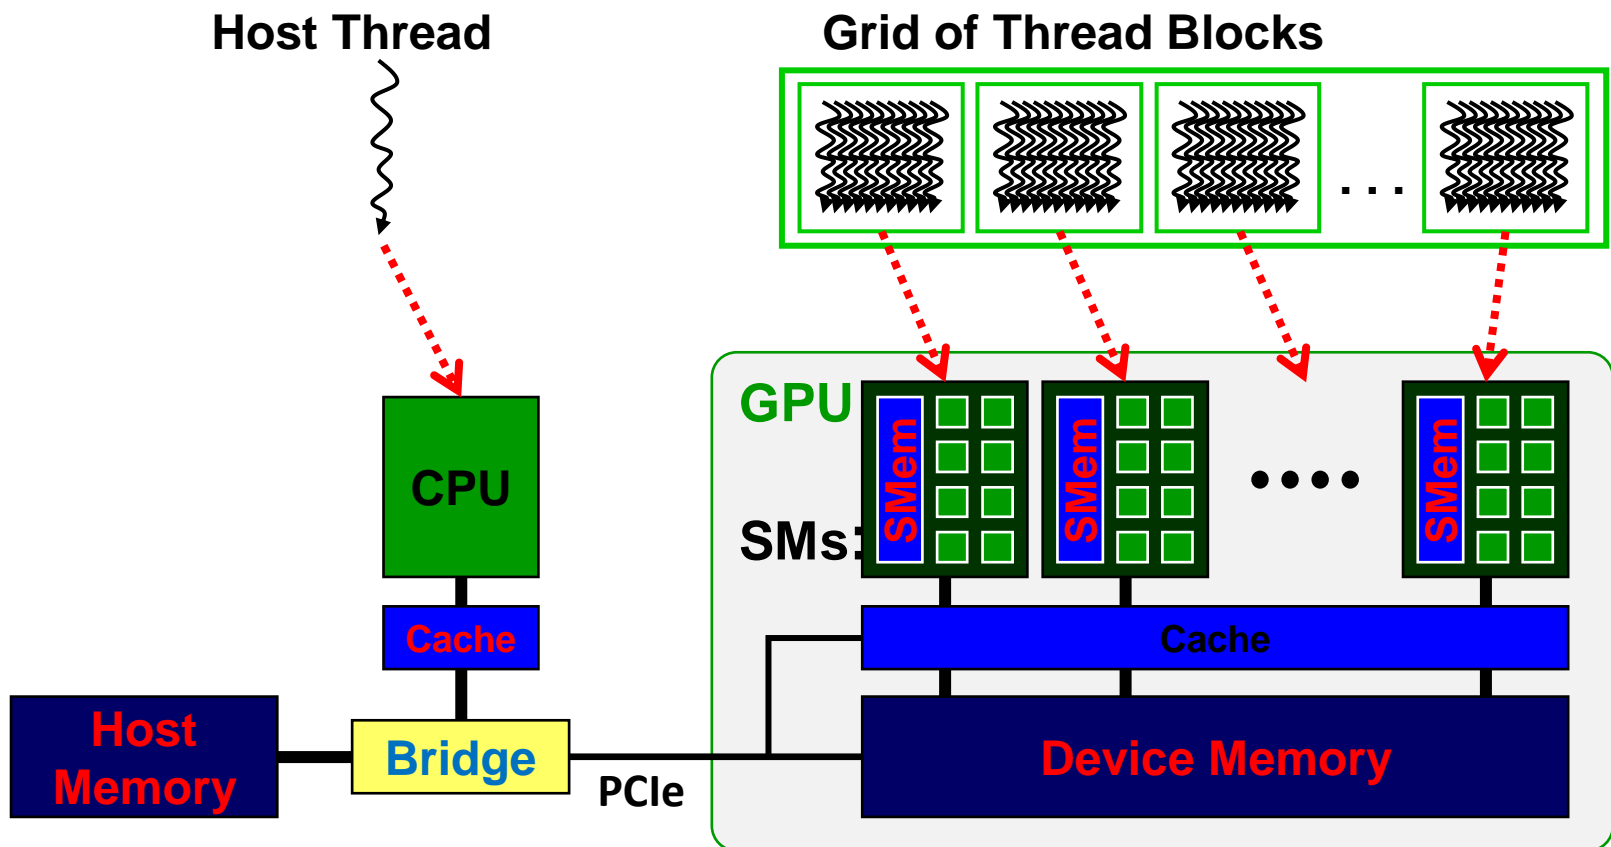 Host Thread
Grid of Thread Blocks
. . .
GPU
SMem
SMem
SMem
CPU
SMs:
Cache
Cache
Host
Memory
Bridge
PCIe
Device Memory